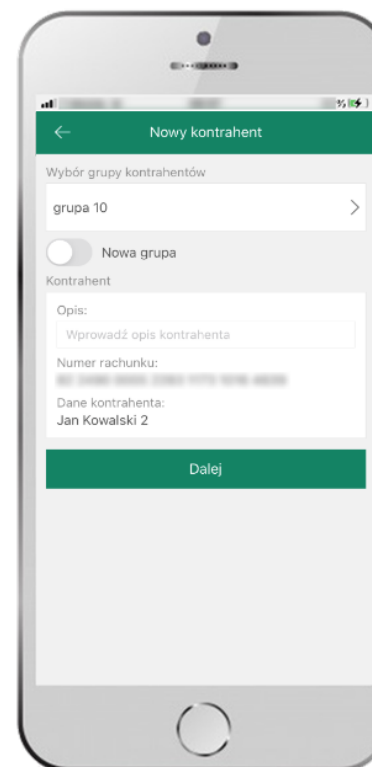 Nowy kontrahent
Wybór grupy kontrahentów
grupa 10
Nowa grupa
Kontrahent
Opis:
Wprowadź opis kontrahenta
Numer rachunku:
Dane kontrahenta:
Jan Kowalski 2
Dalej